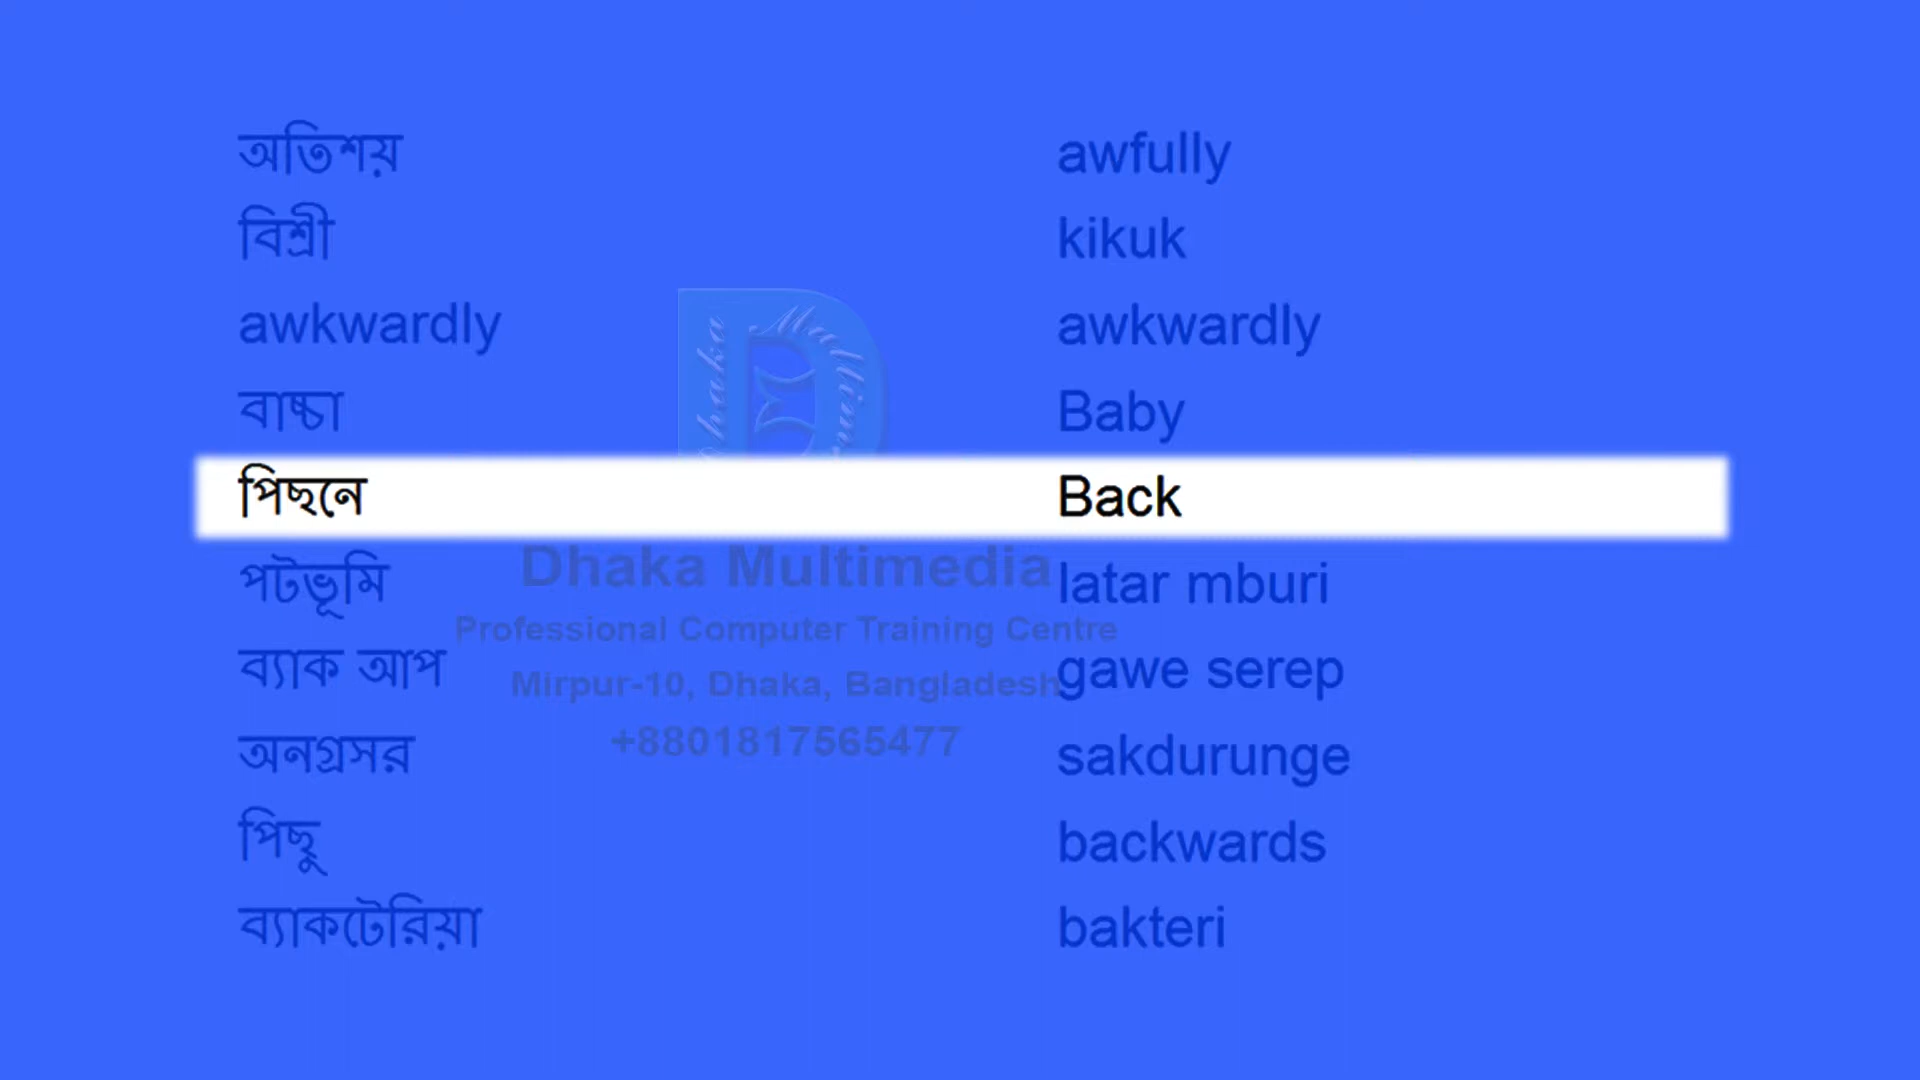 অতিশয় awfully
বিশ্রী kikuk
awkwardly awkwardly
বাচ্চা Baby
পিছনে Back
Dhaka Multimedia
পটভূমি latar mburi
Professional Computer Training Centre
ব্যাক আপ gawe serep
Mirpur-10, Dhaka, Bangladesh
+8801817565477
অনগ্রসর sakdurunge
পিছু backwards
ব্যাকটেরিয়া bakteri